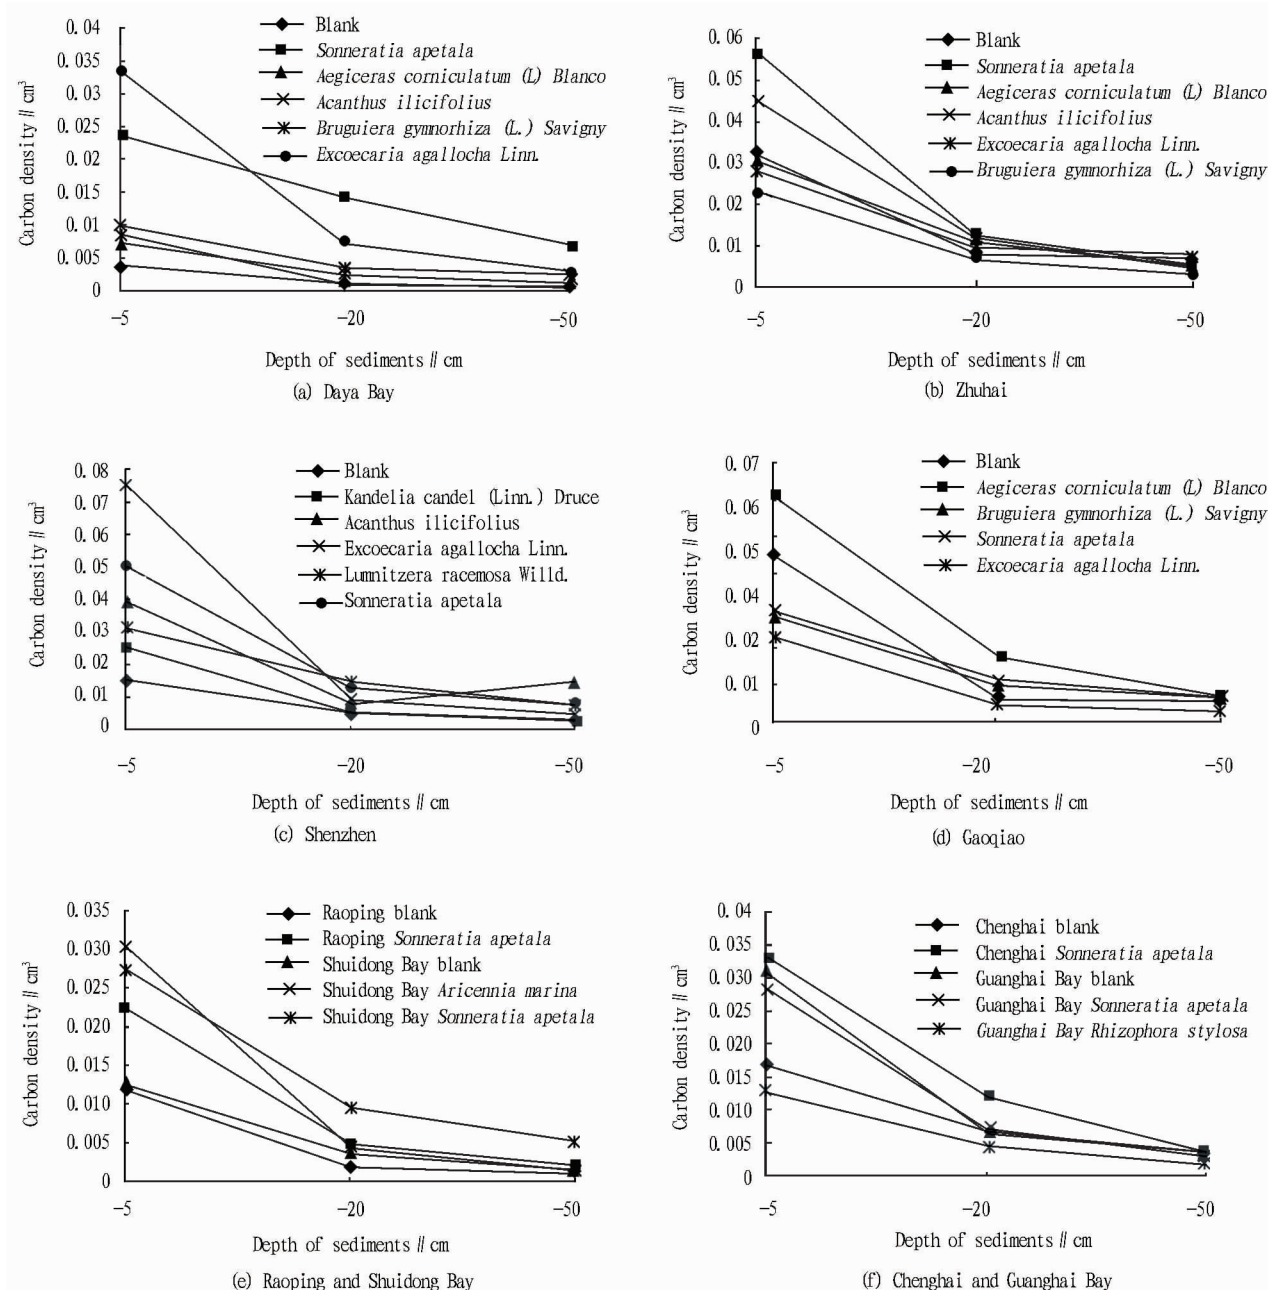 0.04
0.035
0.03
0.025
0.02
0.015
0.01
0.005
0
Carbon density // cm³
Blank
Sonneratia apetala
Aegiceras corniculatum (L) Blanco
Acanthus ilicifolius
Bruguiera gymnorhiza (L.) Savigny
Excoecaria agallocha Linn.
-5 -20 -50
Depth of sediments // cm
(a) Daya Bay
0.06
0.05
0.04
0.03
0.02
0.01
0
Carbon density // cm³
Blank
Sonneratia apetala
Aegiceras corniculatum (L) Blanco
Acanthus ilicifolius
Excoecaria agallocha Linn.
Bruguiera gymnorhiza (L.) Savigny
-5 -20 -50
Depth of sediments // cm
(b) Zhuhai
0.08
0.07
0.06
0.05
0.04
0.03
0.02
0.01
0
Carbon density // cm³
Blank
Kandelia candel (Linn.) Druce
Acanthus ilicifolius
Excoecaria agallocha Linn.
Lumnitzera racemosa Willd.
Sonneratia apetala
-5 -20 -50
Depth of sediments // cm
(c) Shenzhen
0.07
0.06
0.05
0.04
0.02
0.01
0
Carbon density // cm³
Blank
Aegiceras corniculatum (L) Blanco
Bruguiera gymnorhiza (L.) Savigny
Sonneratia apetala
Excoecaria agallocha Linn.
-5 -20 -50
Depth of sediments // cm
(d) Gaoqiao
0.035
0.030
0.025
0.020
0.015
0.010
0.005
0
Carbon density // cm³
Raoping blank
Raoping Sonneratia apetala
Shuidong Bay blank
Shuidong Bay Aricennia marina
Shuidong Bay Sonneratia apetala
-5 -20 -50
Depth of sediments // cm
(e) Raoping and Shuidong Bay
0.04
0.035
0.030
0.025
0.020
0.015
0.010
0.005
0
Carbon density // cm³
Chenghai blank
Chenghai Sonneratia apetala
Guanghai Bay blank
Guanghai Bay Sonneratia apetala
Guanghai Bay Rhizophora stylosa
-5 -20 -50
Depth of sediments // cm
(f) Chenghai and Guanghai Bay